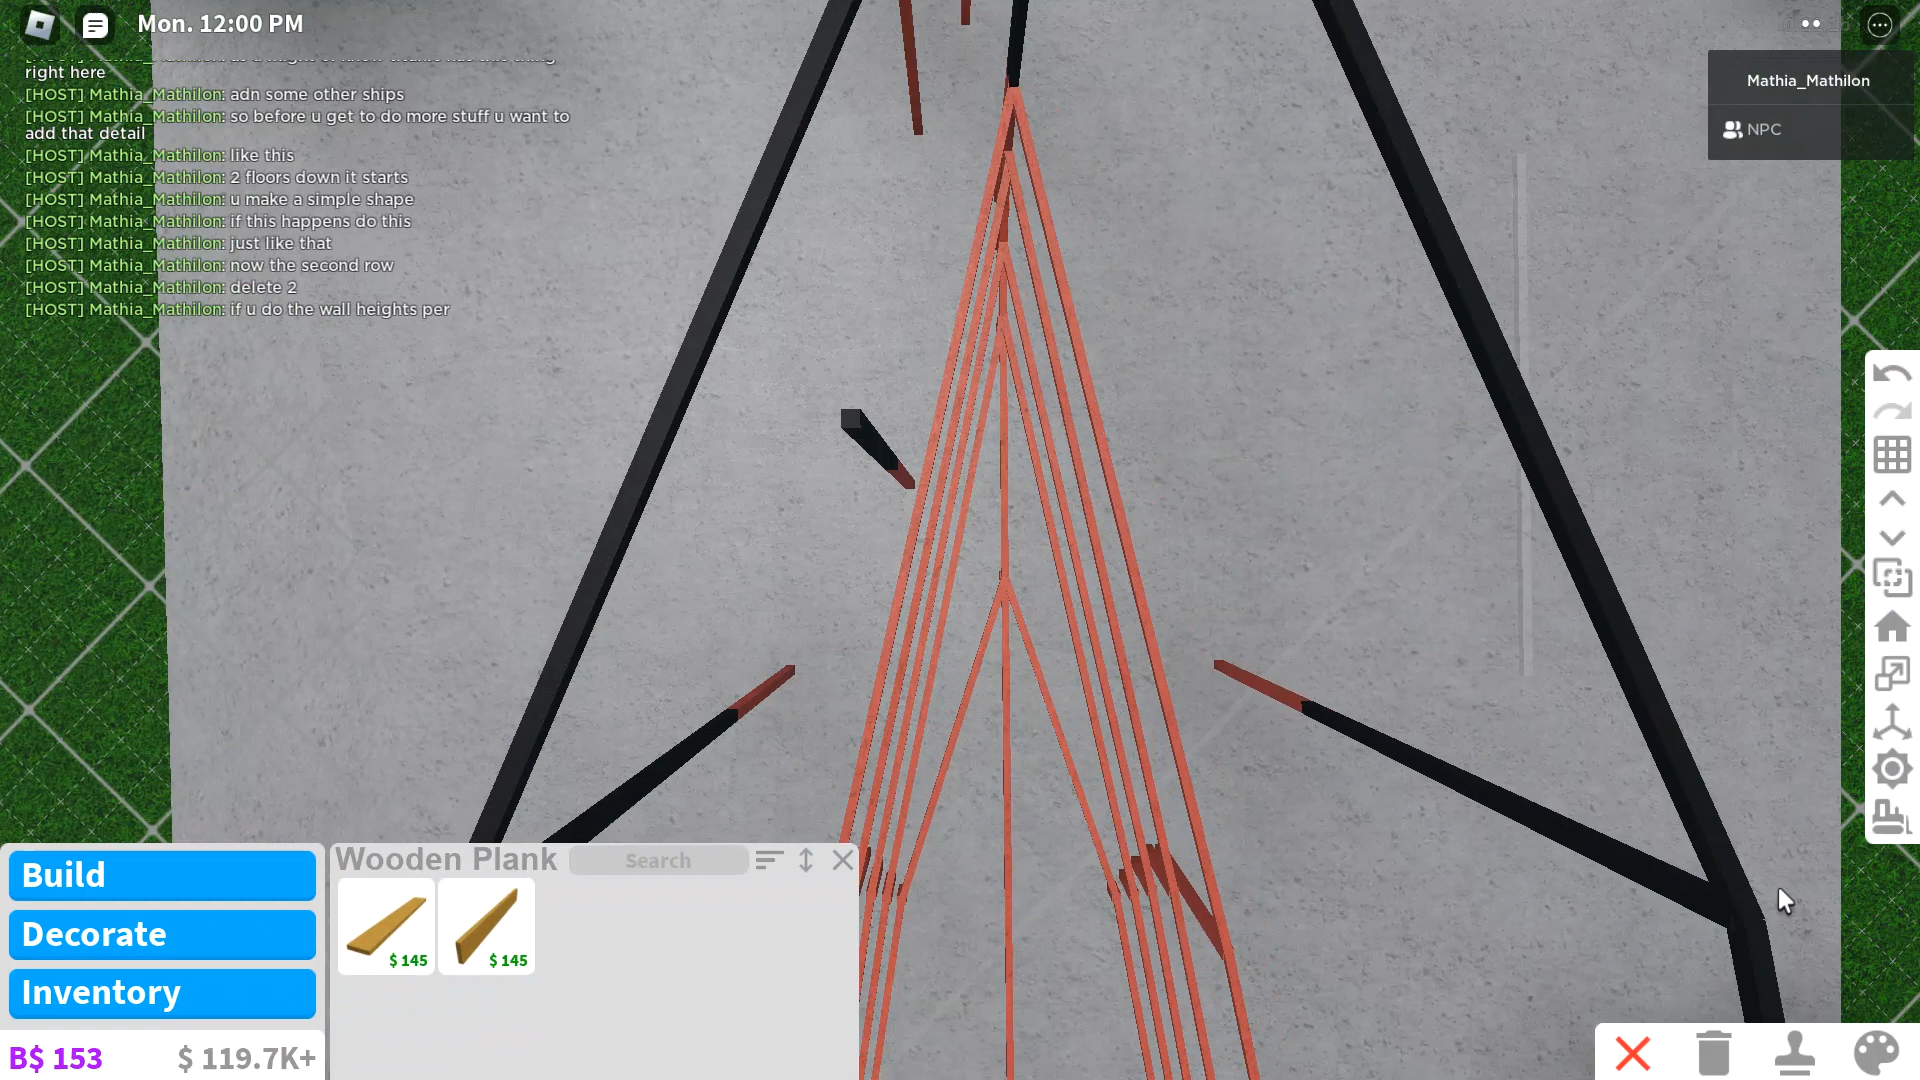 Mon. 12:00 PM
right here
[HOST] Mathia_Mathilon: adn some other ships
[HOST] Mathia_Mathilon: so before u get to do more stuff u want to
add that detail
[HOST] Mathia_Mathilon: like this
[HOST] Mathia_Mathilon: 2 floors down it starts
[HOST] Mathia_Mathilon: u make a simple shape
[HOST] Mathia_Mathilon: if this happens do this
[HOST] Mathia_Mathilon: just like that
[HOST] Mathia_Mathilon: now the second row
[HOST] Mathia_Mathilon: delete 2
[HOST] Mathia_Mathilon: if u do the wall heights per
Mathia_Mathilon
NPC
Build
Decorate
Inventory
B$ 153 $ 119.7K+
Wooden Plank Search
$ 145 $ 145